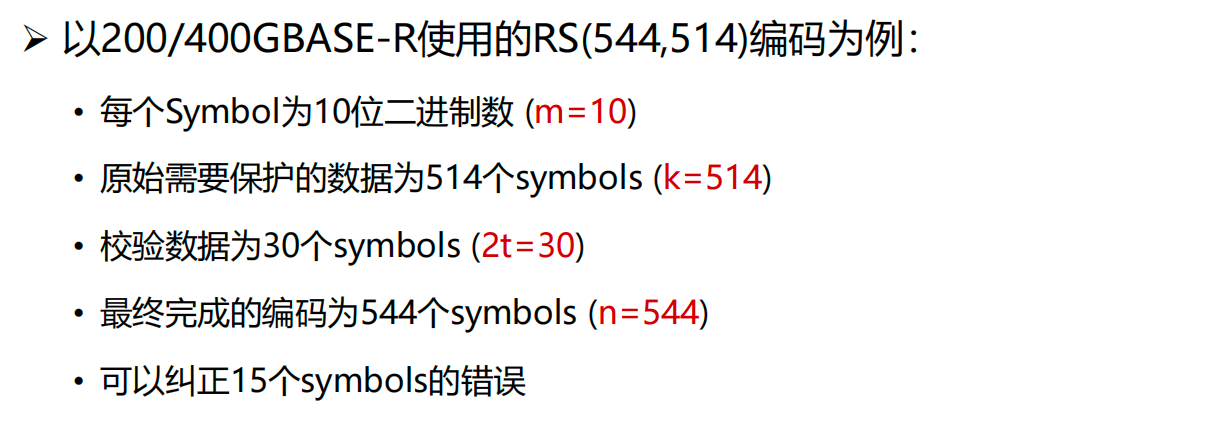 ➢ 以200/400GBASE-R使用的RS(544,514)编码为例：
• 每个Symbol为10位二进制数 (m=10)
• 原始需要保护的数据为514个symbols (k=514)
• 校验数据为30个symbols (2t=30)
• 最终完成的编码为544个symbols (n=544)
• 可以纠正15个symbols的错误